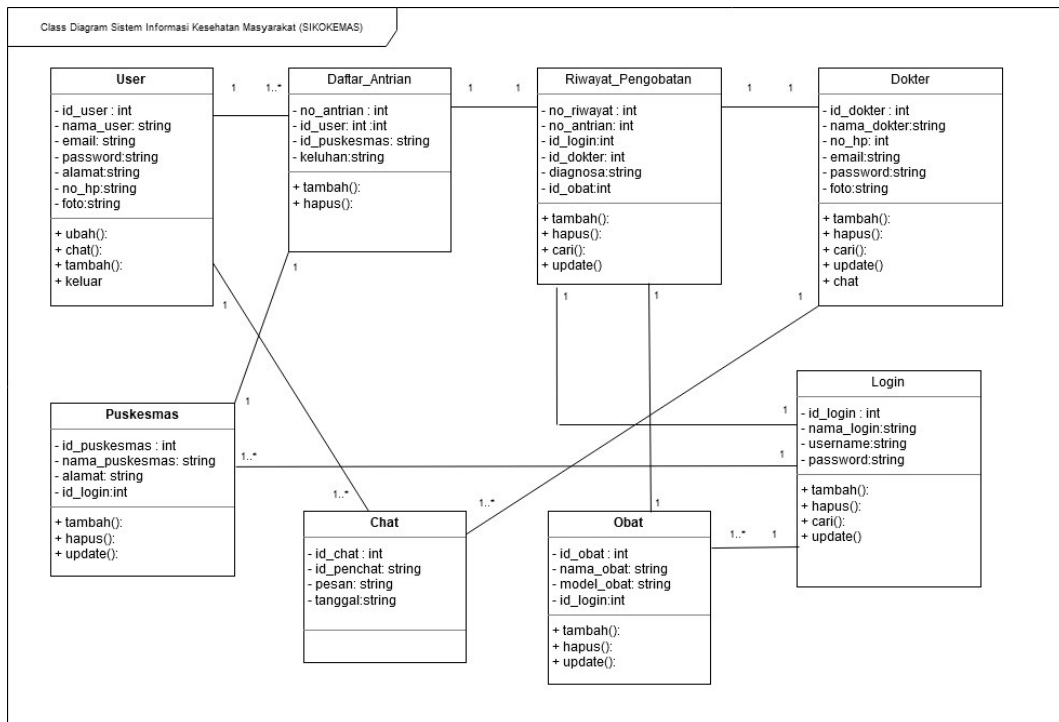 Class Diagram Sistem Informasi Kesehatan Masyarakat (SIKOKEMAS)
User
- id_user : int
- nama_user: string
- email: string
- password:string
- alamat:string
- no_hp:string
- foto:string
+ ubah():
+ chat():
+ tambah():
+ keluar
1
1..*
Daftar_Antrian
- no_antrian : int
- id_user: int :int
- id_puskesmas: string
- keluhan:string
+ tambah():
+ hapus():
1
1
Riwayat_Pengobatan
- no_riwayat : int
- no_antrian: int
- id_login:int
- id_dokter: int
- diagnosa:string
- id_obat:int
+ tambah():
+ hapus():
+ cari():
+ update()
1
1
Dokter
- id_dokter : int
- nama_dokter:string
- no_hp: int
- email:string
- password:string
- foto:string
+ tambah():
+ hapus():
+ cari():
+ update()
+ chat
1
1
1
1
1
Puskesmas
- id_puskesmas : int
- nama_puskesmas: string
- alamat: string
- id_login:int
+ tambah():
+ hapus():
+ update():
1
1..*
1
1
Login
- id_login : int
- nama_login:string
- username:string
- password:string
+ tambah():
+ hapus():
+ cari():
+ update()
1..*
Chat
- id_chat : int
- id_penchat: string
- pesan: string
- tanggal:string
1..*
1
Obat
- id_obat : int
- nama_obat: string
- model_obat: string
- id_login:int
+ tambah():
+ hapus():
+ update():
1..*
1